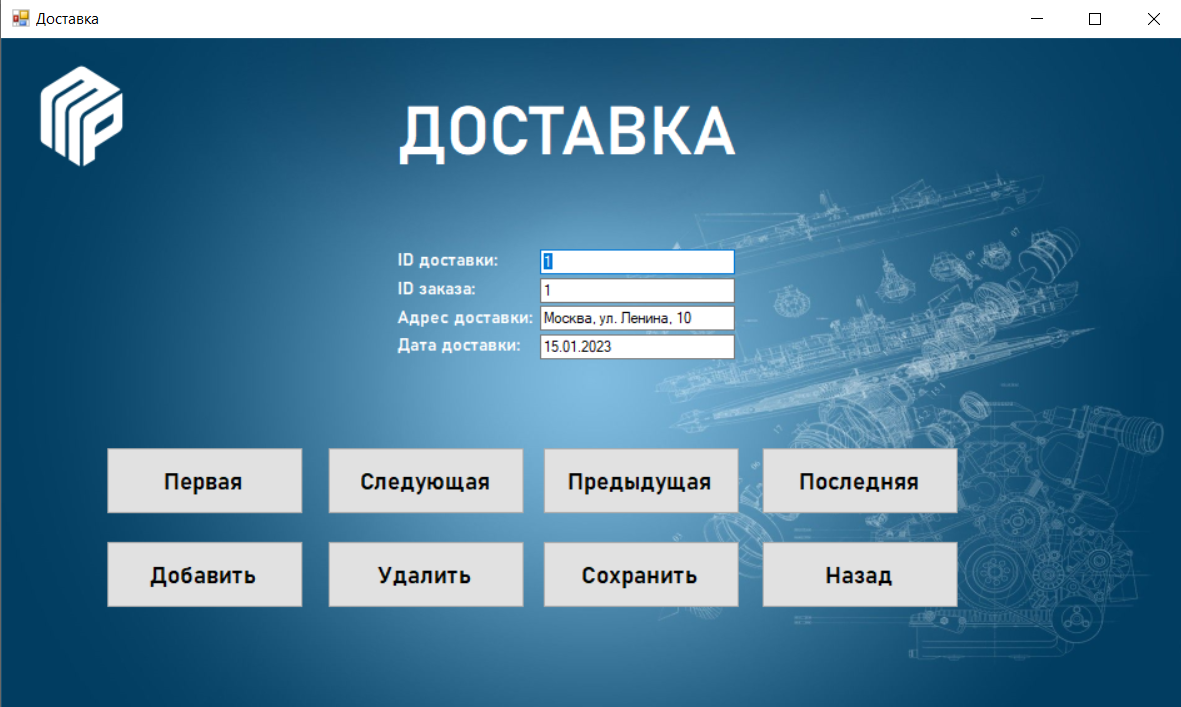 Доставка
ДОСТАВКА
ID доставки: 1
ID заказа: 1
Адрес доставки: Москва, ул. Ленина, 10
Дата доставки: 15.01.2023
Первая Следующая Предыдущая Последняя
Добавить Удалить Сохранить Назад